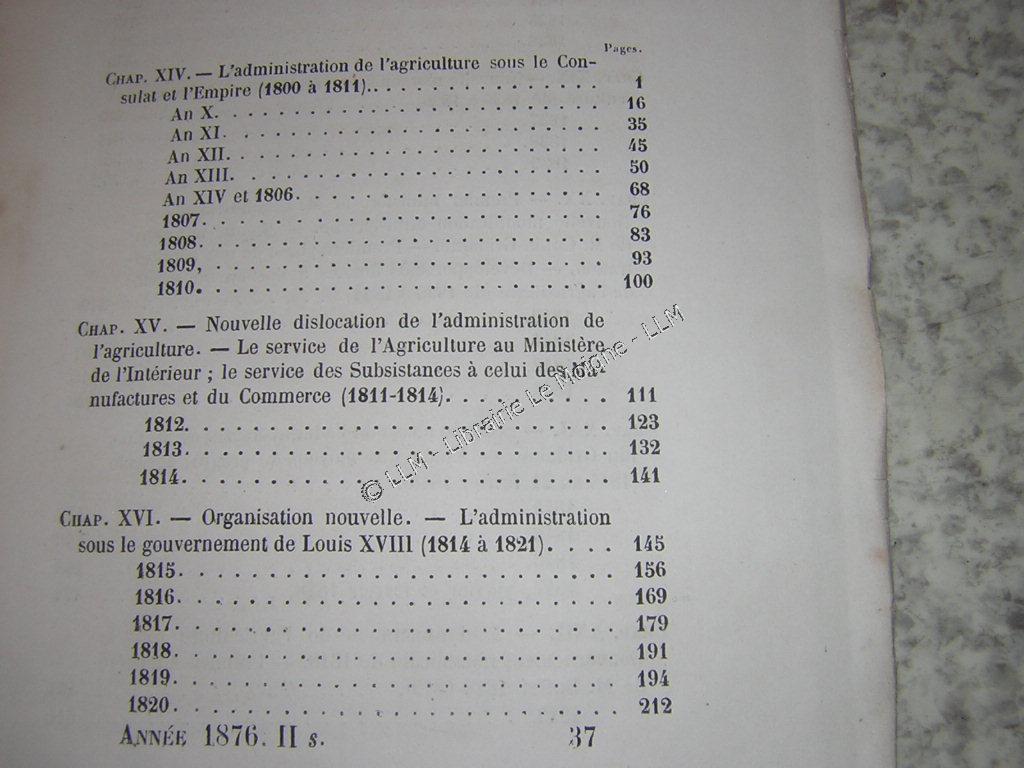 Pages.
CHAP. XIV. — L'administration de l'agriculture sous le Con-
sulat et l'Empire (1800 à 1811). . . . . . . . . . . . . . . . 1
An X. . . . . . . . . . . . . . . . . . . . 16
An XI. . . . . . . . . . . . . . . . . . . . 35
An XII. . . . . . . . . . . . . . . . . . . . 45
An XIII. . . . . . . . . . . . . . . . . . . . 50
An XIV et 1806. . . . . . . . . . . . . . . . 68
1807. . . . . . . . . . . . . . . . . . . . 76
1808. . . . . . . . . . . . . . . . . . . . 83
1809, . . . . . . . . . . . . . . . . . . . 93
1810. . . . . . . . . . . . . . . . . . . . 100
CHAP. XV. — Nouvelle dislocation de l'administration de
l'agriculture. — Le service de l'Agriculture au Ministère
de l'Intérieur ; le service des Subsistances à celui des Ma-
nufactures et du Commerce (1811-1814). . . . . . . . . 111
1812. . . . . . . . . . . . . . . . . . . . 123
1813. . . . . . . . . . . . . . . . . . . . 132
1814. . . . . . . . . . . . . . . . . . . . 141
CHAP. XVI. — Organisation nouvelle. — L'administration
sous le gouvernement de Louis XVIII (1814 à 1821). . . . 145
1815. . . . . . . . . . . . . . . . . . . . 156
1816. . . . . . . . . . . . . . . . . . . . 169
1817. . . . . . . . . . . . . . . . . . . . 179
1818. . . . . . . . . . . . . . . . . . . . 191
1819. . . . . . . . . . . . . . . . . . . . 194
1820. . . . . . . . . . . . . . . . . . . . 212
ANNÉE 1876. II s. 37
© LLM - Librairie Le Moigne - LLM